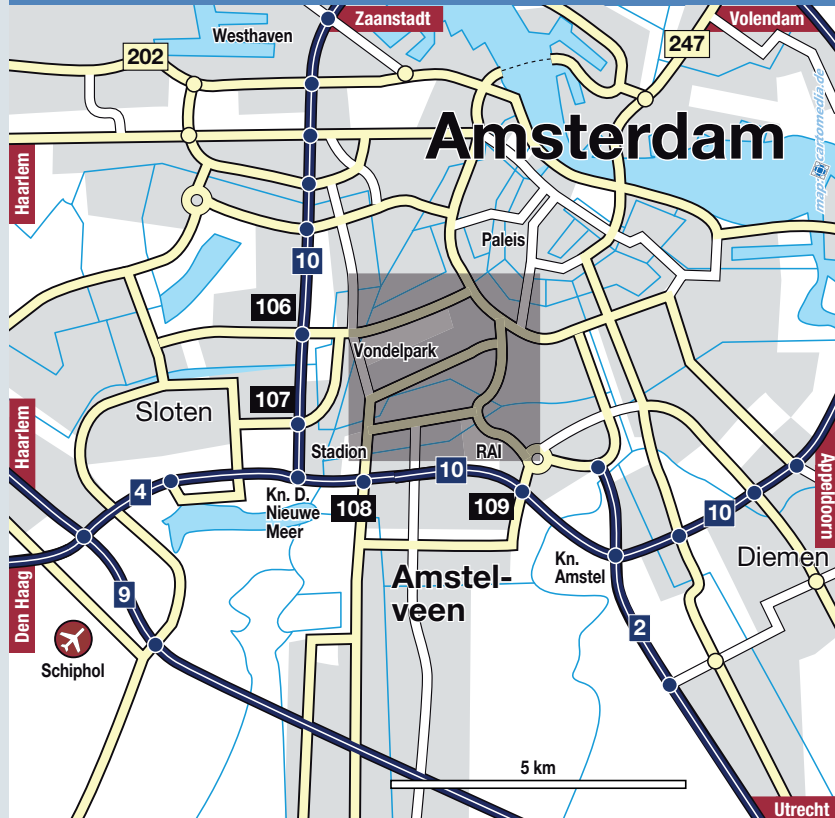 Zaanstadt
Volendam
Westhaven
202
247
Amsterdam
maps cartomedia.de
Haarlem
Paleis
10
106
Vondelpark
107
Sloten
Haarlem
Stadion
RAI
Appeldoorn
4
Kn. D.
Nieuwe
Meer
10
108
109
10
Kn.
Amstel
Diemen
Den Haag
9
Amstel-
veen
2
Schiphol
5 km
Utrecht